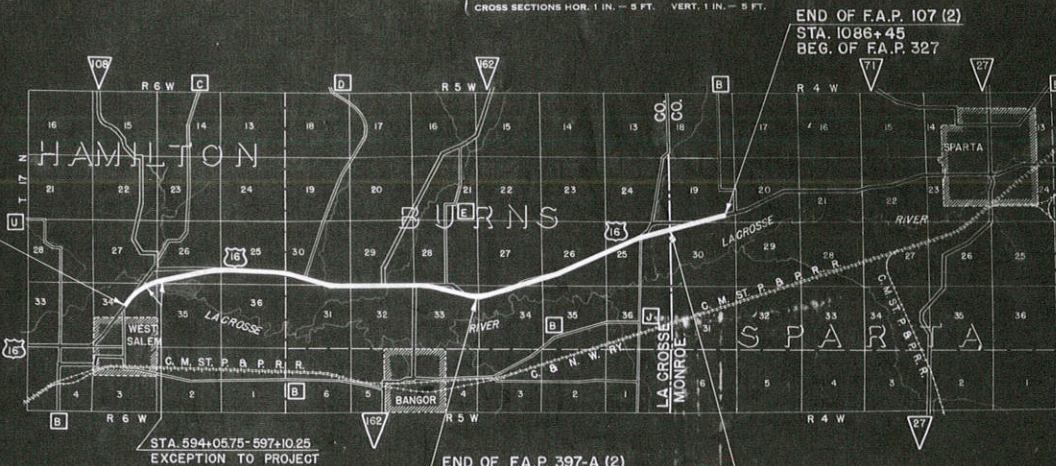 CROSS SECTIONS HOR. 1 IN. – 5 FT. VERT. 1 IN. – 5 FT.
END OF F.A.P. 107 (2)
STA. 1086+45
BEG. OF F.A.P. 327
108 C D 162 B 71 27
R 6 W R 5 W R 4 W
16 15 14 13 18 17 16 15 14 13 18 17 16 15 14 13
CO. CO.
HAMILTON
SPARTA
T 17 N
21 22 23 24 19 20 21 22 23 24 20 21 22 23
E
BURNS
U
16
RIVER
LA CROSSE
28 27 26 25 30 29 28 27 26 25 30 29 28 27 26 25
16
C. M. ST. P. & P. R. R.
33 34 35 36 31 32 33 34 35 36 31 32 33 34 35 36
LA CROSSE
RIVER
B
J
SPARTA
C. M. ST. P. & P. R. R.
WEST SALEM
16
C. M. ST. P. & P. R. R.
C. & N. W. RY.
LA CROSSE
MONROE
4 3 2 1 6 5 4 3 2 1 6 5 4 3 2 1
B
BANGOR
B R 6 W 162 R 5 W R 4 W 27
STA. 594+05.75-597+10.25
EXCEPTION TO PROJECT
END OF F.A.P. 397-A (2)